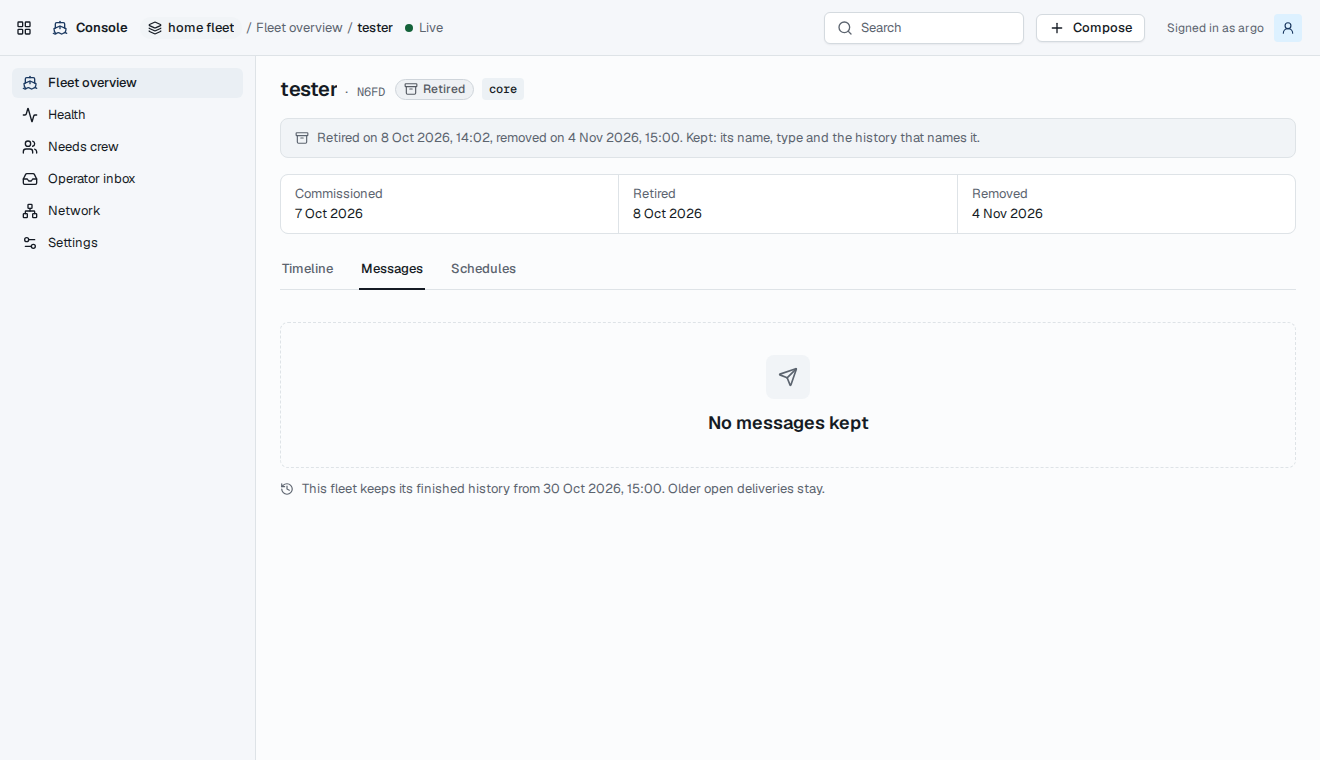 Console
home fleet / Fleet overview / tester
Live
Search
Compose
Signed in as argo
Fleet overview
Health
Needs crew
Operator inbox
Network
Settings
tester · N6FD
Retired
core
Retired on 8 Oct 2026, 14:02, removed on 4 Nov 2026, 15:00. Kept: its name, type and the history that names it.
Commissioned
7 Oct 2026
Retired
8 Oct 2026
Removed
4 Nov 2026
Timeline
Messages
Schedules
No messages kept
This fleet keeps its finished history from 30 Oct 2026, 15:00. Older open deliveries stay.